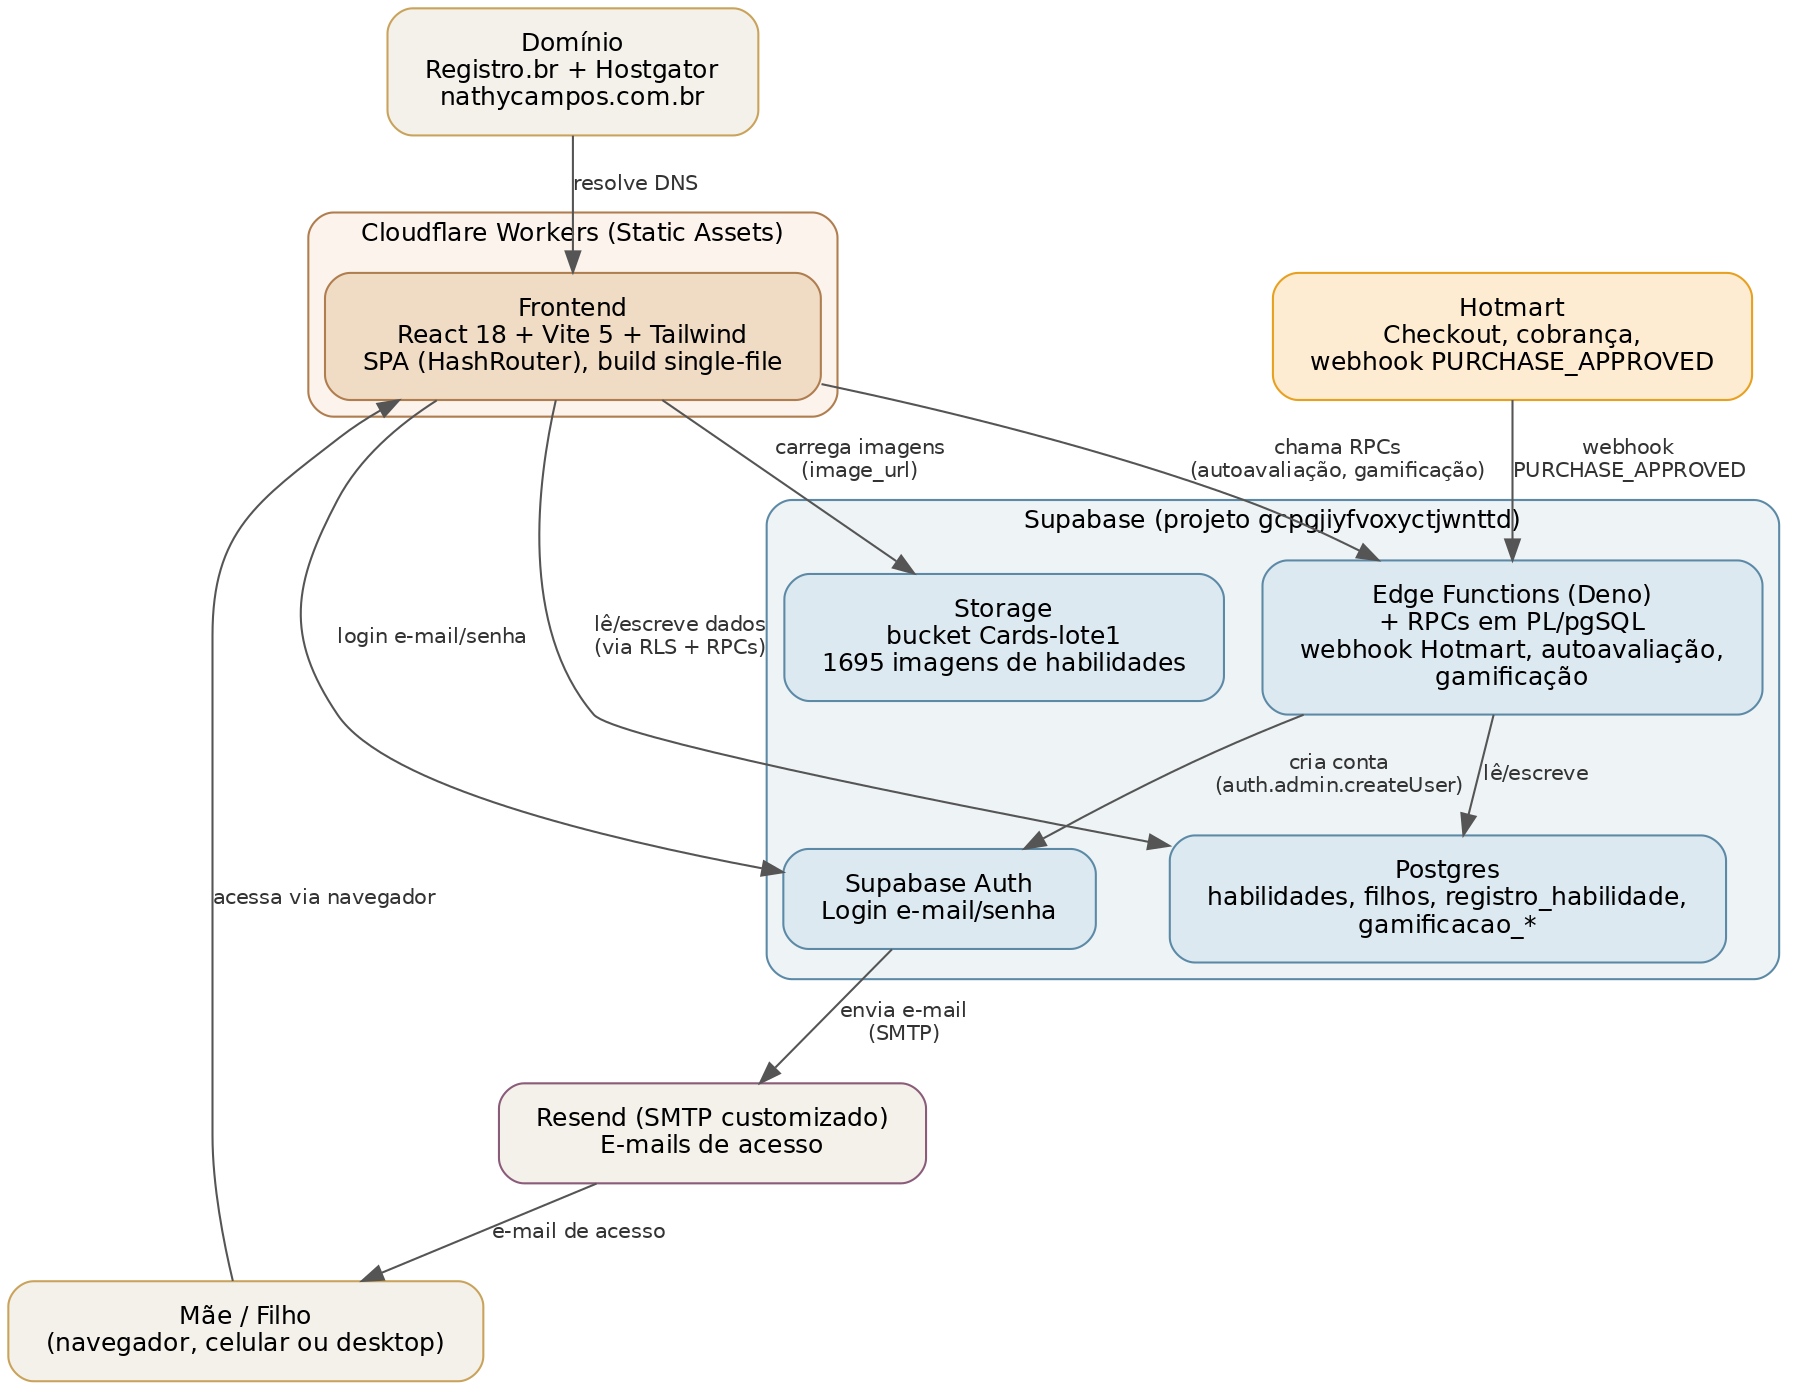 Domínio
Registro.br + Hostgator
nathycampos.com.br
resolve DNS
Cloudflare Workers (Static Assets)
Frontend
React 18 + Vite 5 + Tailwind
SPA (HashRouter), build single-file
Hotmart
Checkout, cobrança,
webhook PURCHASE_APPROVED
carrega imagens
(image_url)
chama RPCs
(autoavaliação, gamificação)
webhook
PURCHASE_APPROVED
Supabase (projeto gcpgjiyfvoxyctjwnttd)
login e-mail/senha
lê/escreve dados
(via RLS + RPCs)
Storage
bucket Cards-lote1
1695 imagens de habilidades
Edge Functions (Deno)
+ RPCs em PL/pgSQL
webhook Hotmart, autoavaliação,
gamificação
cria conta
(auth.admin.createUser)
lê/escreve
acessa via navegador
Supabase Auth
Login e-mail/senha
Postgres
habilidades, filhos, registro_habilidade,
gamificacao_*
envia e-mail
(SMTP)
Resend (SMTP customizado)
E-mails de acesso
e-mail de acesso
Mãe / Filho
(navegador, celular ou desktop)